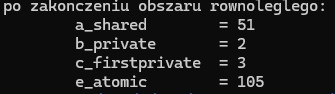 po zakonczeniu obszaru rownoleglego:
a_shared = 51
b_private = 2
c_firstprivate = 3
e_atomic = 105